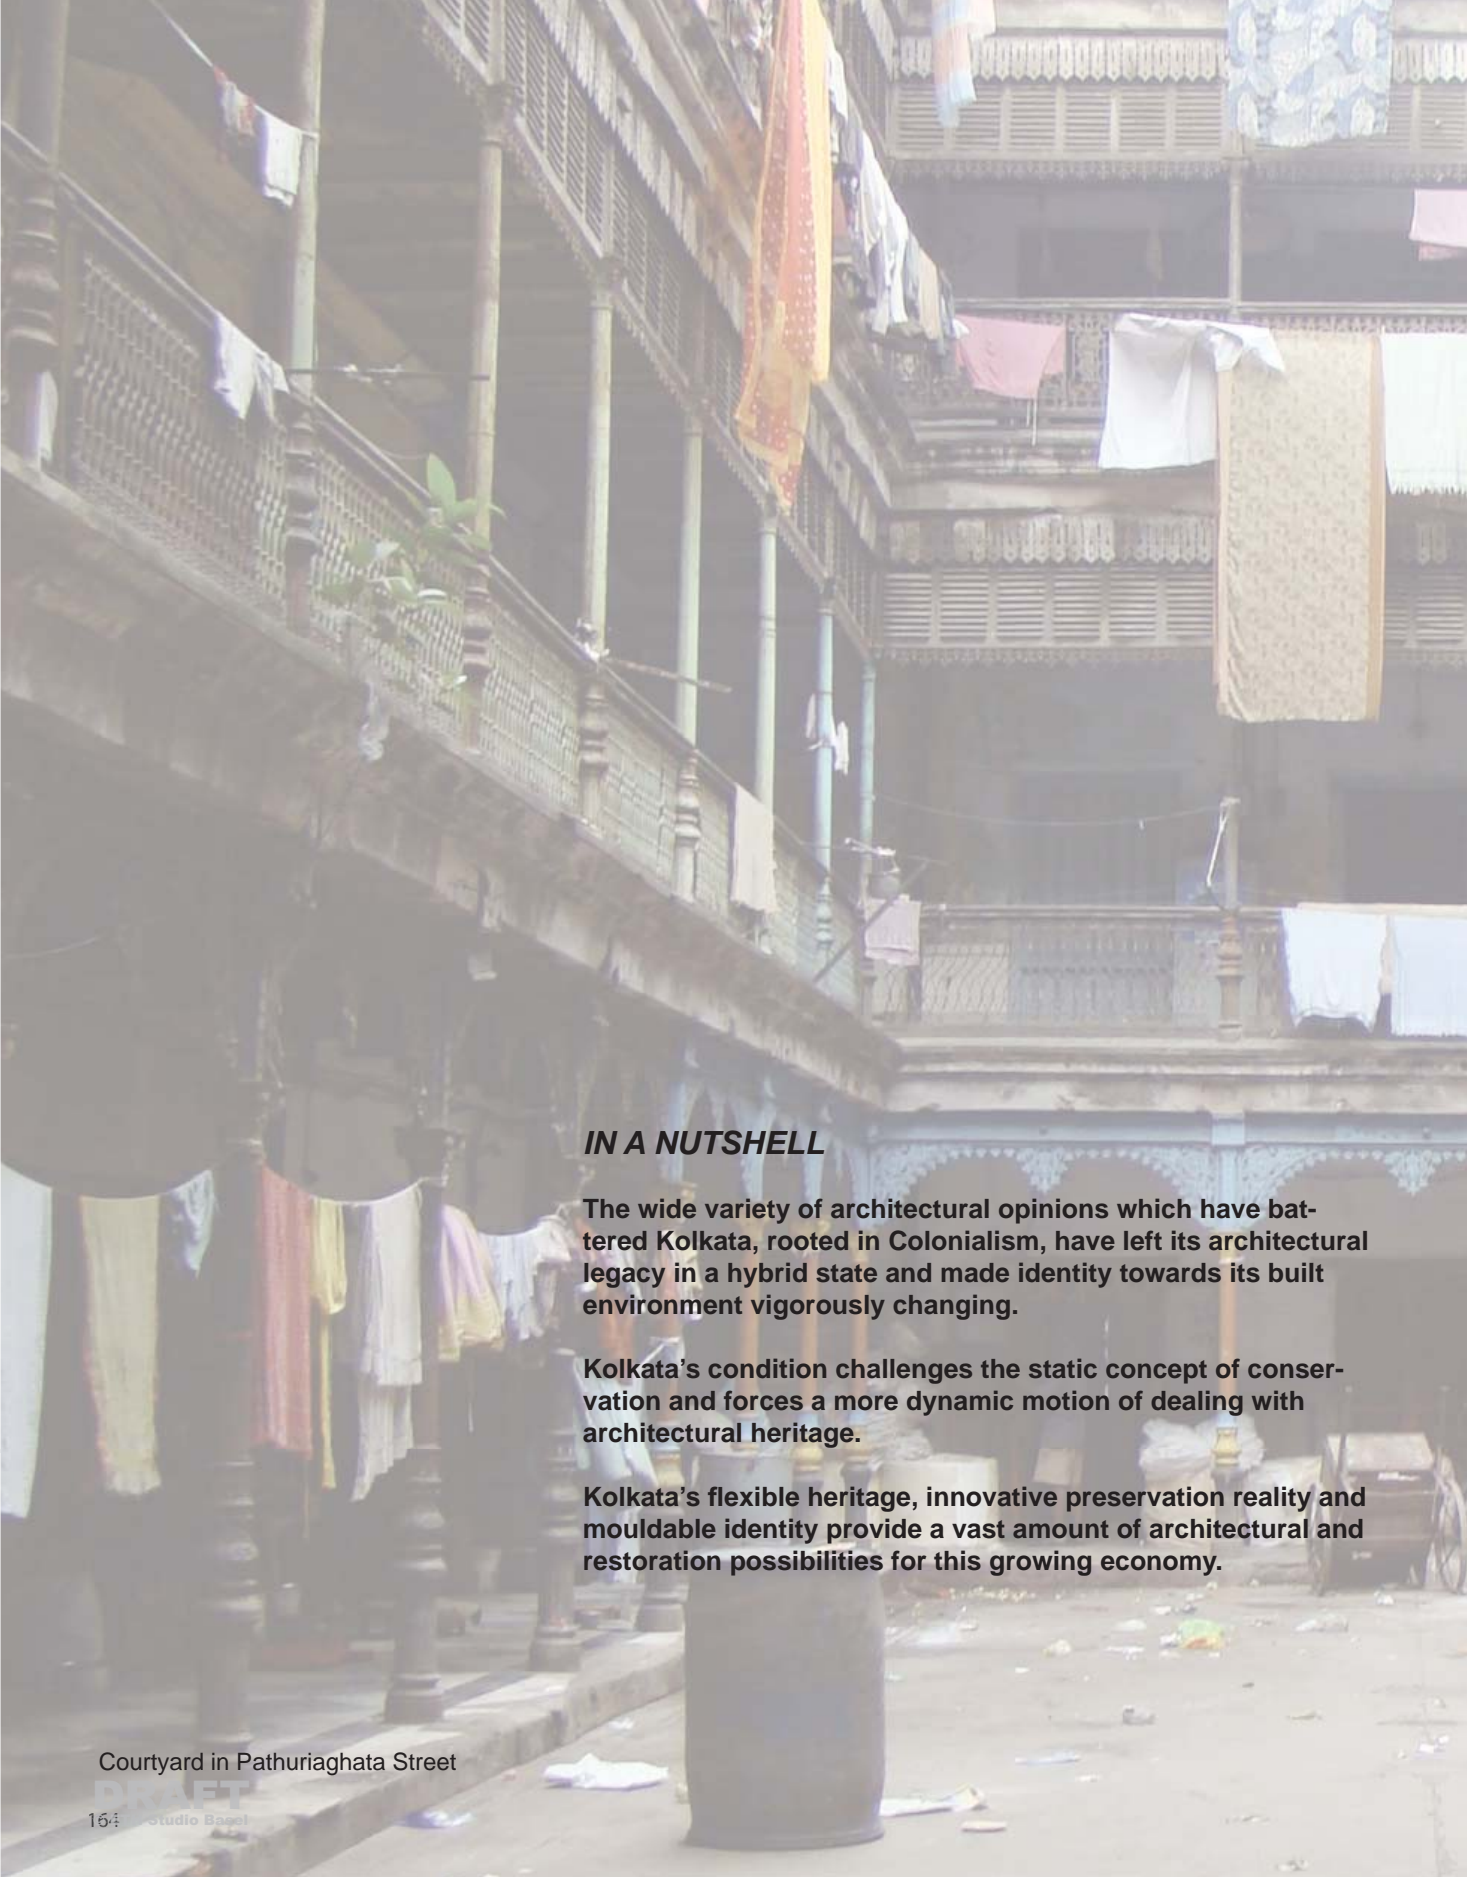 IN A NUTSHELL
The wide variety of architectural opinions which have bat-
tered Kolkata, rooted in Colonialism, have left its architectural
legacy in a hybrid state and made identity towards its built
environment vigorously changing.
Kolkata’s condition challenges the static concept of conser-
vation and forces a more dynamic motion of dealing with
architectural heritage.
Kolkata’s flexible heritage, innovative preservation reality and
mouldable identity provide a vast amount of architectural and
restoration possibilities for this growing economy.
Courtyard in Pathuriaghata Street
DRAFT
164 Studio Basel